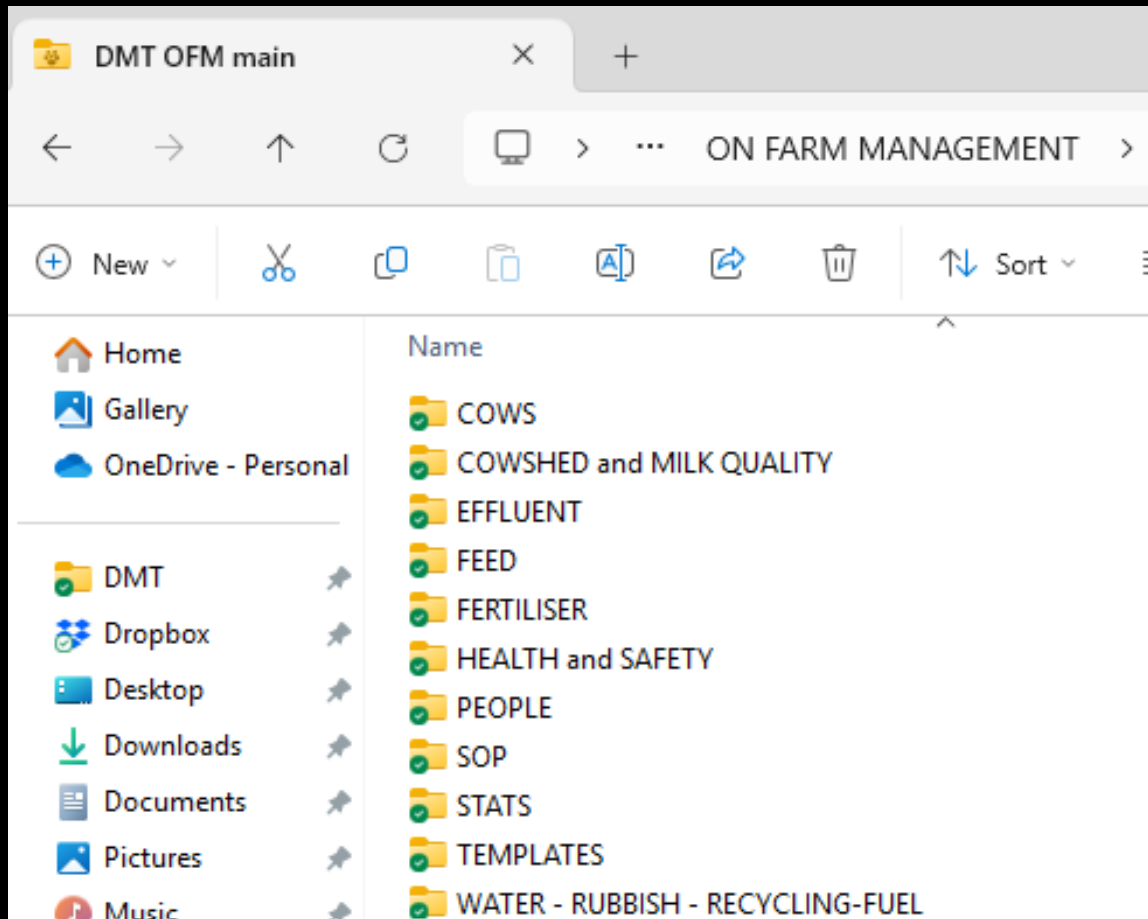 DMT OFM main
ON FARM MANAGEMENT
New
Sort
Home
Gallery
OneDrive - Personal
DMT
Dropbox
Desktop
Downloads
Documents
Pictures
Music
Name
COWS
COWSHED and MILK QUALITY
EFFLUENT
FEED
FERTILISER
HEALTH and SAFETY
PEOPLE
SOP
STATS
TEMPLATES
WATER - RUBBISH - RECYCLING-FUEL